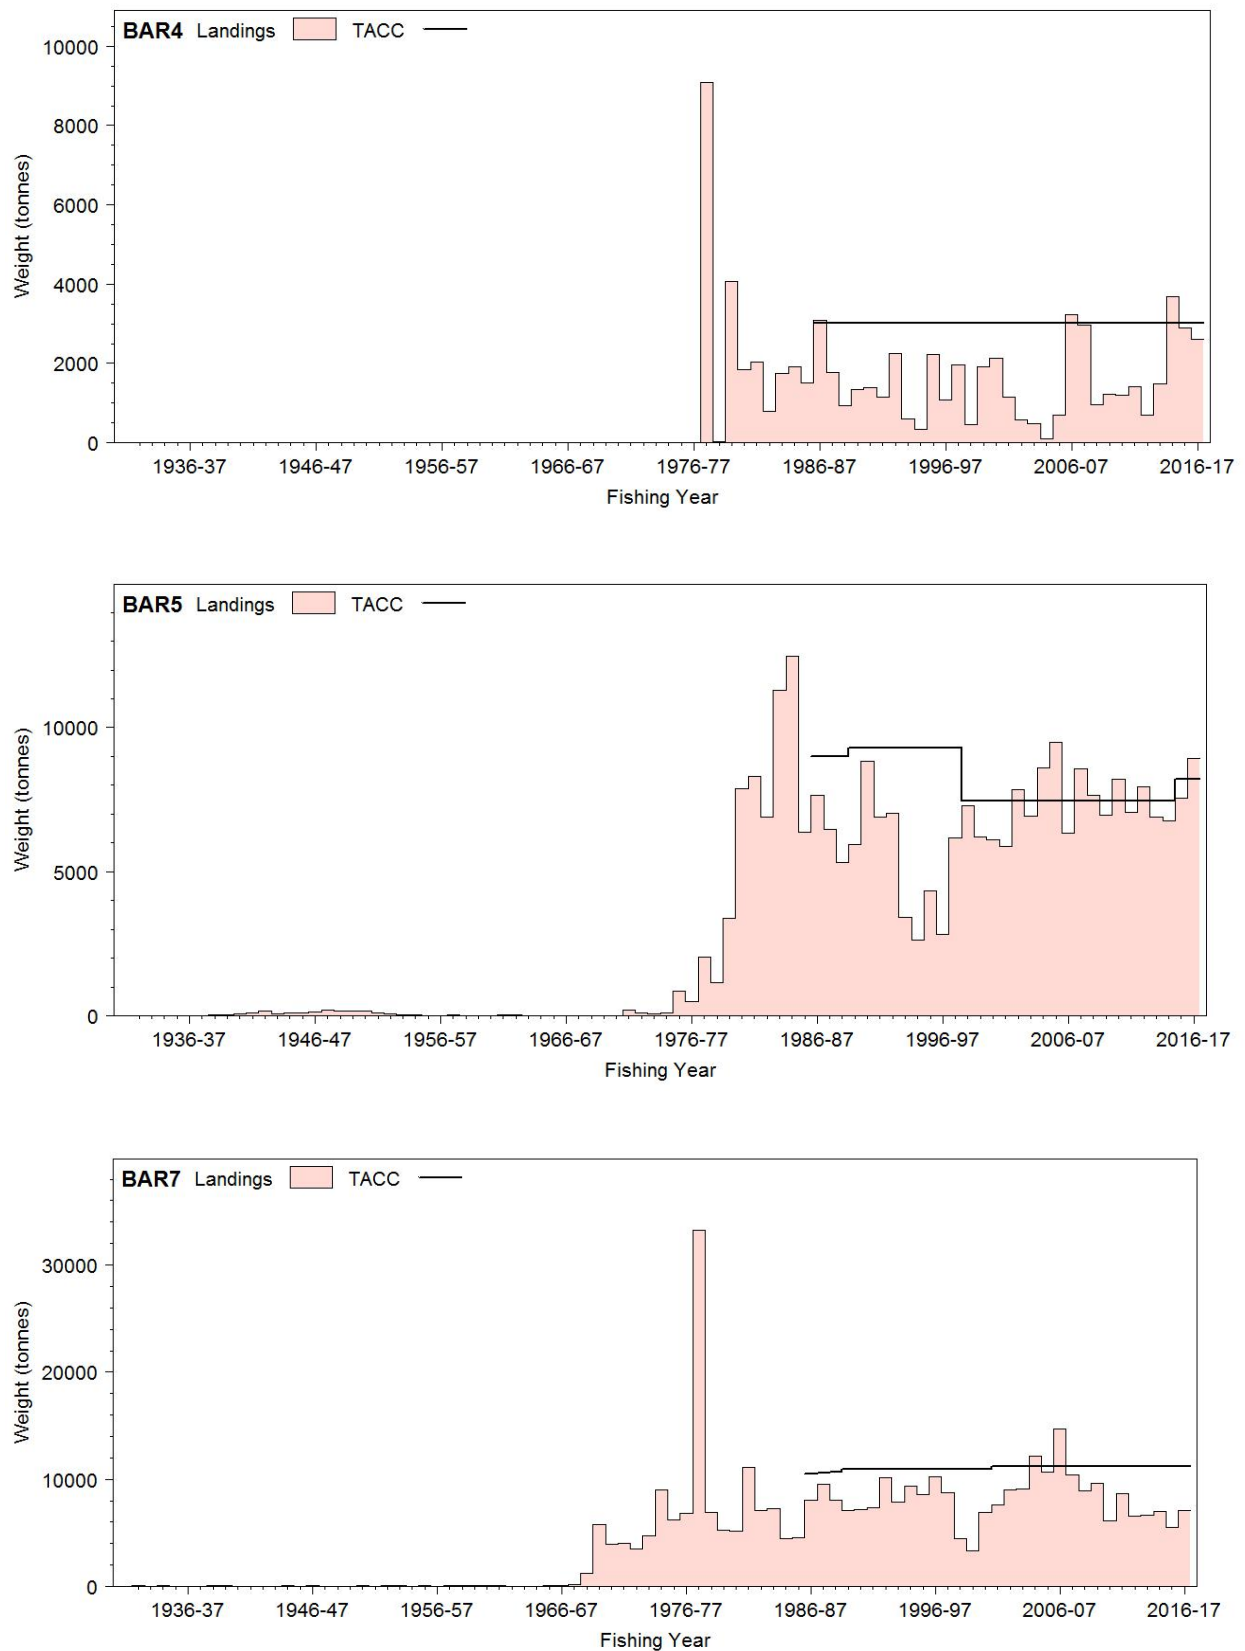 BAR4 Landings TACC
10000
8000
6000
4000
2000
0
Weight (tonnes)
1936-37 1946-47 1956-57 1966-67 1976-77 1986-87 1996-97 2006-07 2016-17
Fishing Year
BAR5 Landings TACC
10000
5000
0
Weight (tonnes)
1936-37 1946-47 1956-57 1966-67 1976-77 1986-87 1996-97 2006-07 2016-17
Fishing Year
BAR7 Landings TACC
30000
20000
10000
0
Weight (tonnes)
1936-37 1946-47 1956-57 1966-67 1976-77 1986-87 1996-97 2006-07 2016-17
Fishing Year